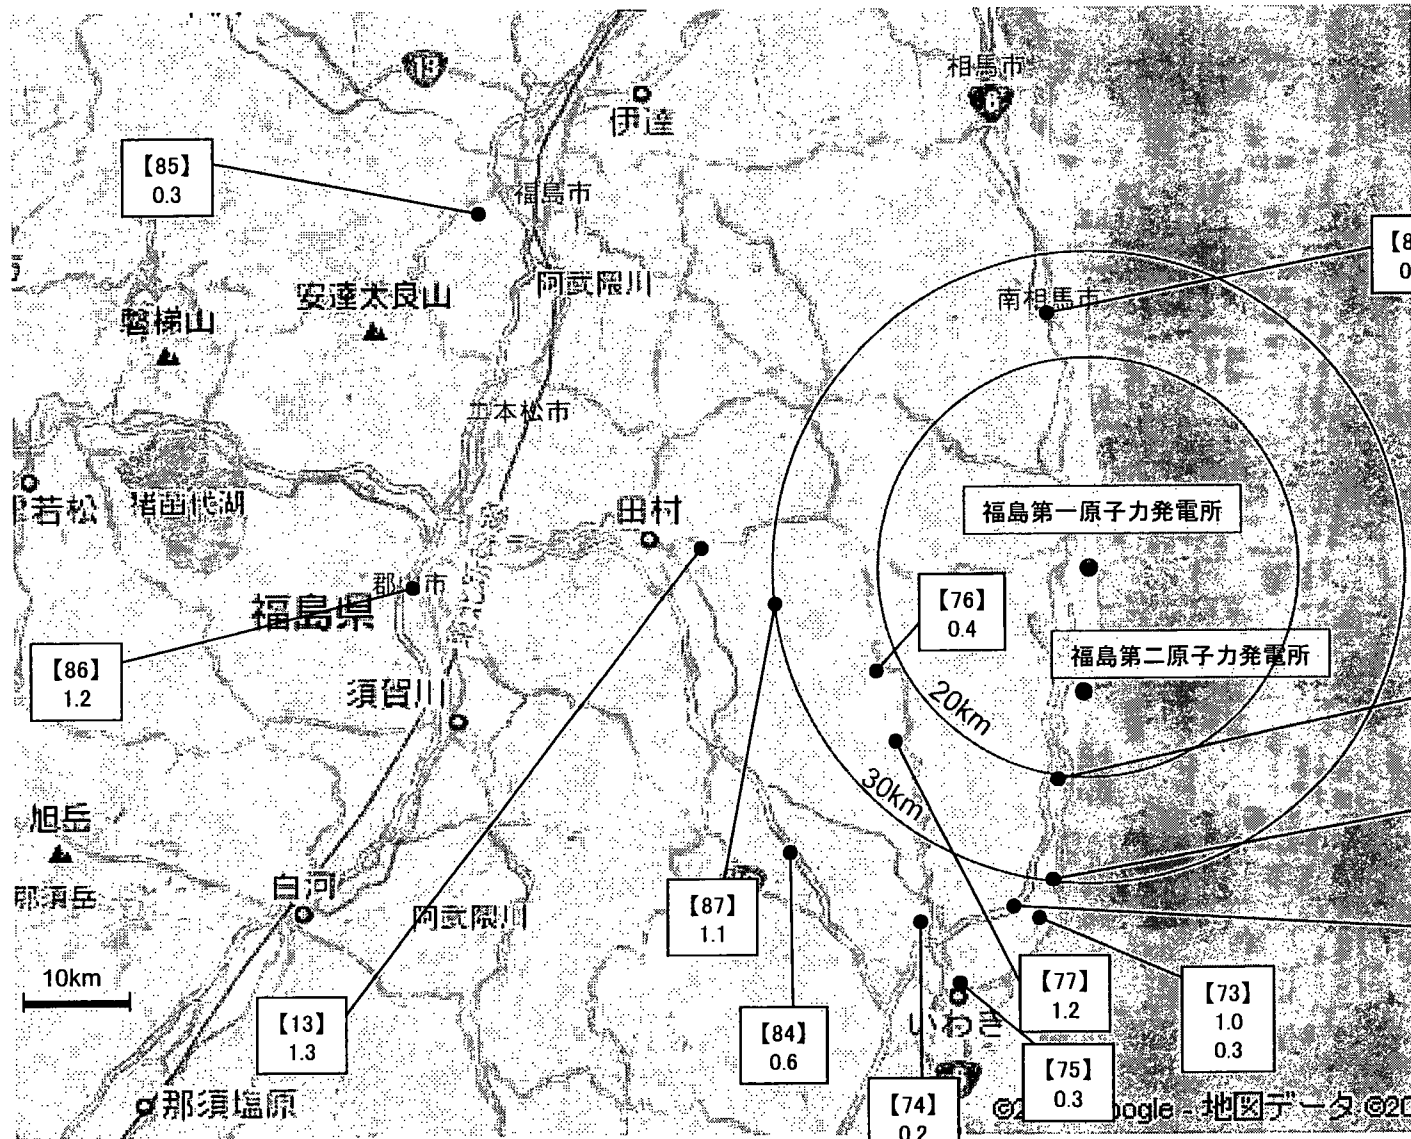 13
相馬市
6
伊達
【85】
0.3
福島市
阿武隈川
安達太良山
磐梯山
南相馬市
【8
0
二本松市
若松
猪苗代湖
田村
福島第一原子力発電所
【76】
0.4
郡山市
福島県
福島第二原子力発電所
【86】
1.2
須賀川
20km
30km
旭岳
那須岳
白河
阿武隈川
【87】
1.1
10km
【13】
1.3
【84】
0.6
【77】
1.2
【73】
1.0
0.3
いわき
【75】
0.3
【74】
0.2
那須塩原
oogle - 地図データ ©20